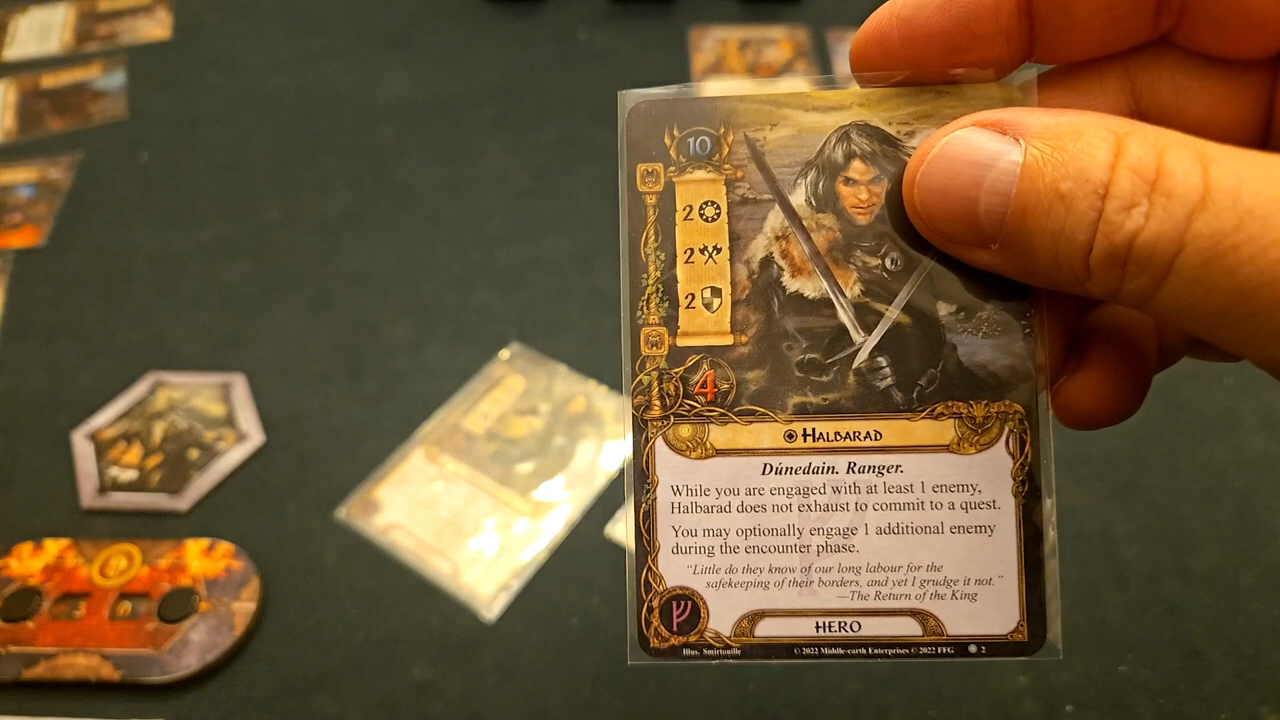 10
2
2
2
4
HALBARAD
Dúnedain. Ranger.
While you are engaged with at least 1 enemy,
Halbarad does not exhaust to commit to a quest.
You may optionally engage 1 additional enemy
during the encounter phase.
“Little do they know of our long labour for the
safekeeping of their borders, and yet I grudge it not.”
—The Return of the King
HERO
Illus. Smirtouille
© 2022 Middle-earth Enterprises © 2022 FFG
2